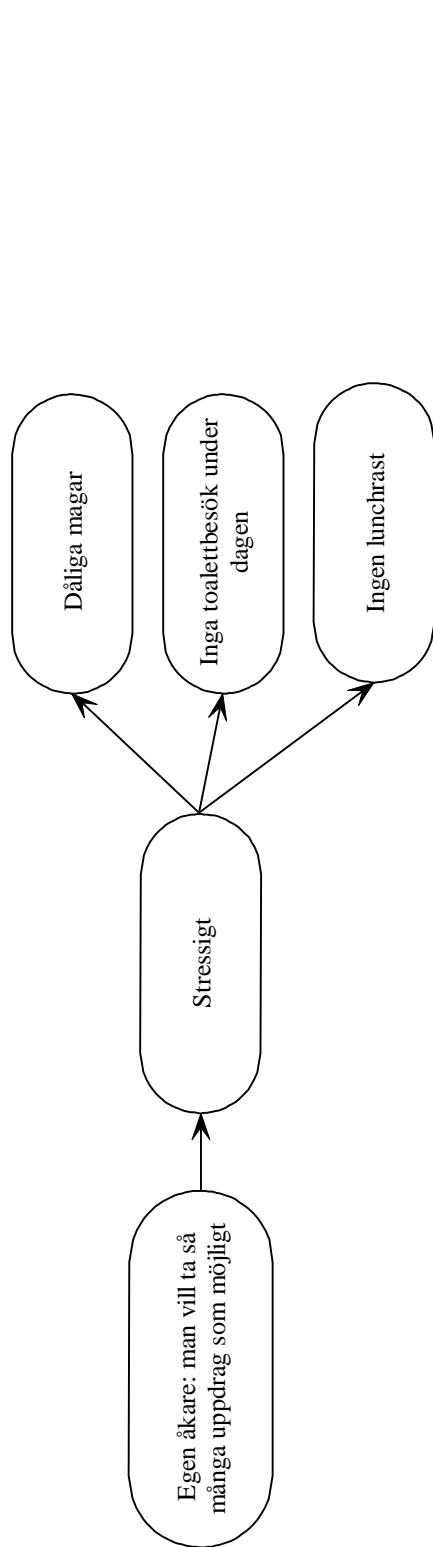 Egen åkare: man vill ta så
många uppdrag som möjligt
Stressigt
Dåliga magar
Inga toalettbesök under
dagen
Ingen lunchrast